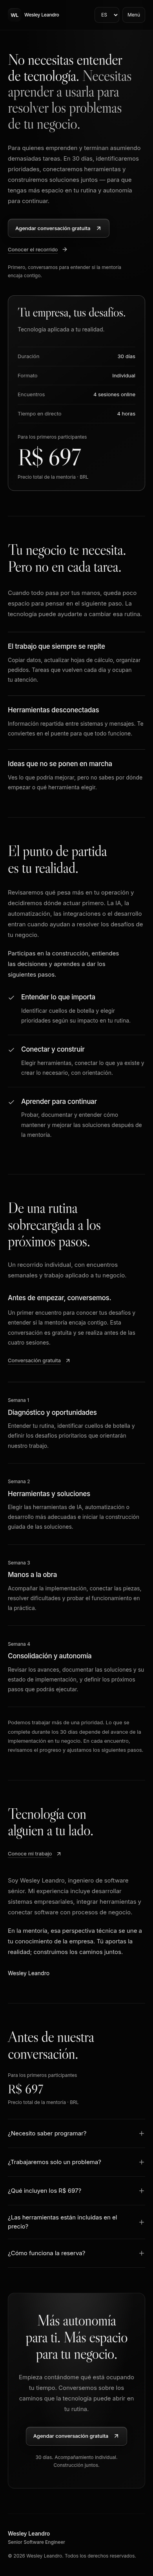 WL Wesley Leandro ES Menú
No necesitas entender
de tecnología. Necesitas
aprender a usarla para
resolver los problemas
de tu negocio.
Para quienes emprenden y terminan asumiendo
demasiadas tareas. En 30 días, identificaremos
prioridades, conectaremos herramientas y
construiremos soluciones juntos — para que tengas
más espacio en tu rutina y autonomía para
continuar.
Agendar conversación gratuita
Conocer el recorrido
Primero, conversamos para entender si la mentoría
encaja contigo.
Tu empresa, tus desafíos.
Tecnología aplicada a tu realidad.
Duración 30 días
Formato Individual
Encuentros 4 sesiones online
Tiempo en directo 4 horas
Para los primeros participantes
R$ 697
Precio total de la mentoría · BRL
Tu negocio te necesita.
Pero no en cada tarea.
Cuando todo pasa por tus manos, queda poco
espacio para pensar en el siguiente paso. La
tecnología puede ayudarte a cambiar esa rutina.
El trabajo que siempre se repite
Copiar datos, actualizar hojas de cálculo, organizar
pedidos. Tareas que vuelven cada día y ocupan
tu atención.
Herramientas desconectadas
Información repartida entre sistemas y mensajes. Te
conviertes en el puente para que todo funcione.
Ideas que no se ponen en marcha
Ves lo que podría mejorar, pero no sabes por dónde
empezar o qué herramienta elegir.
El punto de partida
es tu realidad.
Revisaremos qué pesa más en tu operación y
decidiremos dónde actuar primero. La IA, la
automatización, las integraciones o el desarrollo
entran cuando ayudan a resolver los desafíos de
tu negocio.
Participas en la construcción, entiendes
las decisiones y aprendes a dar los
siguientes pasos.
Entender lo que importa
Identificar cuellos de botella y elegir
prioridades según su impacto en tu rutina.
Conectar y construir
Elegir herramientas, conectar lo que ya existe y
crear lo necesario, con orientación.
Aprender para continuar
Probar, documentar y entender cómo
mantener y mejorar las soluciones después de
la mentoría.
De una rutina
sobrecargada a los
próximos pasos.
Un recorrido individual, con encuentros
semanales y trabajo aplicado a tu negocio.
Antes de empezar, conversemos.
Un primer encuentro para conocer tus desafíos y
entender si la mentoría encaja contigo. Esta
conversación es gratuita y se realiza antes de las
cuatro sesiones.
Conversación gratuita
Semana 1
Diagnóstico y oportunidades
Entender tu rutina, identificar cuellos de botella y
definir los desafíos prioritarios que orientarán
nuestro trabajo.
Semana 2
Herramientas y soluciones
Elegir las herramientas de IA, automatización o
desarrollo más adecuadas e iniciar la construcción
guiada de las soluciones.
Semana 3
Manos a la obra
Acompañar la implementación, conectar las piezas,
resolver dificultades y probar el funcionamiento en
la práctica.
Semana 4
Consolidación y autonomía
Revisar los avances, documentar las soluciones y su
estado de implementación, y definir los próximos
pasos que podrás ejecutar.
Podemos trabajar más de una prioridad. Lo que se
complete durante los 30 días depende del avance de la
implementación en tu negocio. En cada encuentro,
revisamos el progreso y ajustamos los siguientes pasos.
Tecnología con
alguien a tu lado.
Conoce mi trabajo
Soy Wesley Leandro, ingeniero de software
sénior. Mi experiencia incluye desarrollar
sistemas empresariales, integrar herramientas y
conectar software con procesos de negocio.
En la mentoría, esa perspectiva técnica se une a
tu conocimiento de la empresa. Tú aportas la
realidad; construimos los caminos juntos.
Wesley Leandro
Antes de nuestra
conversación.
Para los primeros participantes
R$ 697
Precio total de la mentoría · BRL
¿Necesito saber programar?
¿Trabajaremos solo un problema?
¿Qué incluyen los R$ 697?
¿Las herramientas están incluidas en el
precio?
¿Cómo funciona la reserva?
Más autonomía
para ti. Más espacio
para tu negocio.
Empieza contándome qué está ocupando
tu tiempo. Conversemos sobre los
caminos que la tecnología puede abrir en
tu rutina.
Agendar conversación gratuita
30 días. Acompañamiento individual.
Construcción juntos.
Wesley Leandro
Senior Software Engineer
© 2026 Wesley Leandro. Todos los derechos reservados.